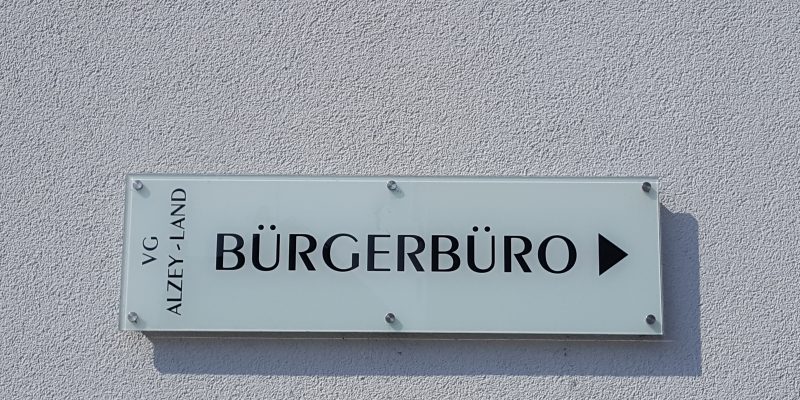 VG
ALZEY-LAND
BÜRGERBÜRO ▶